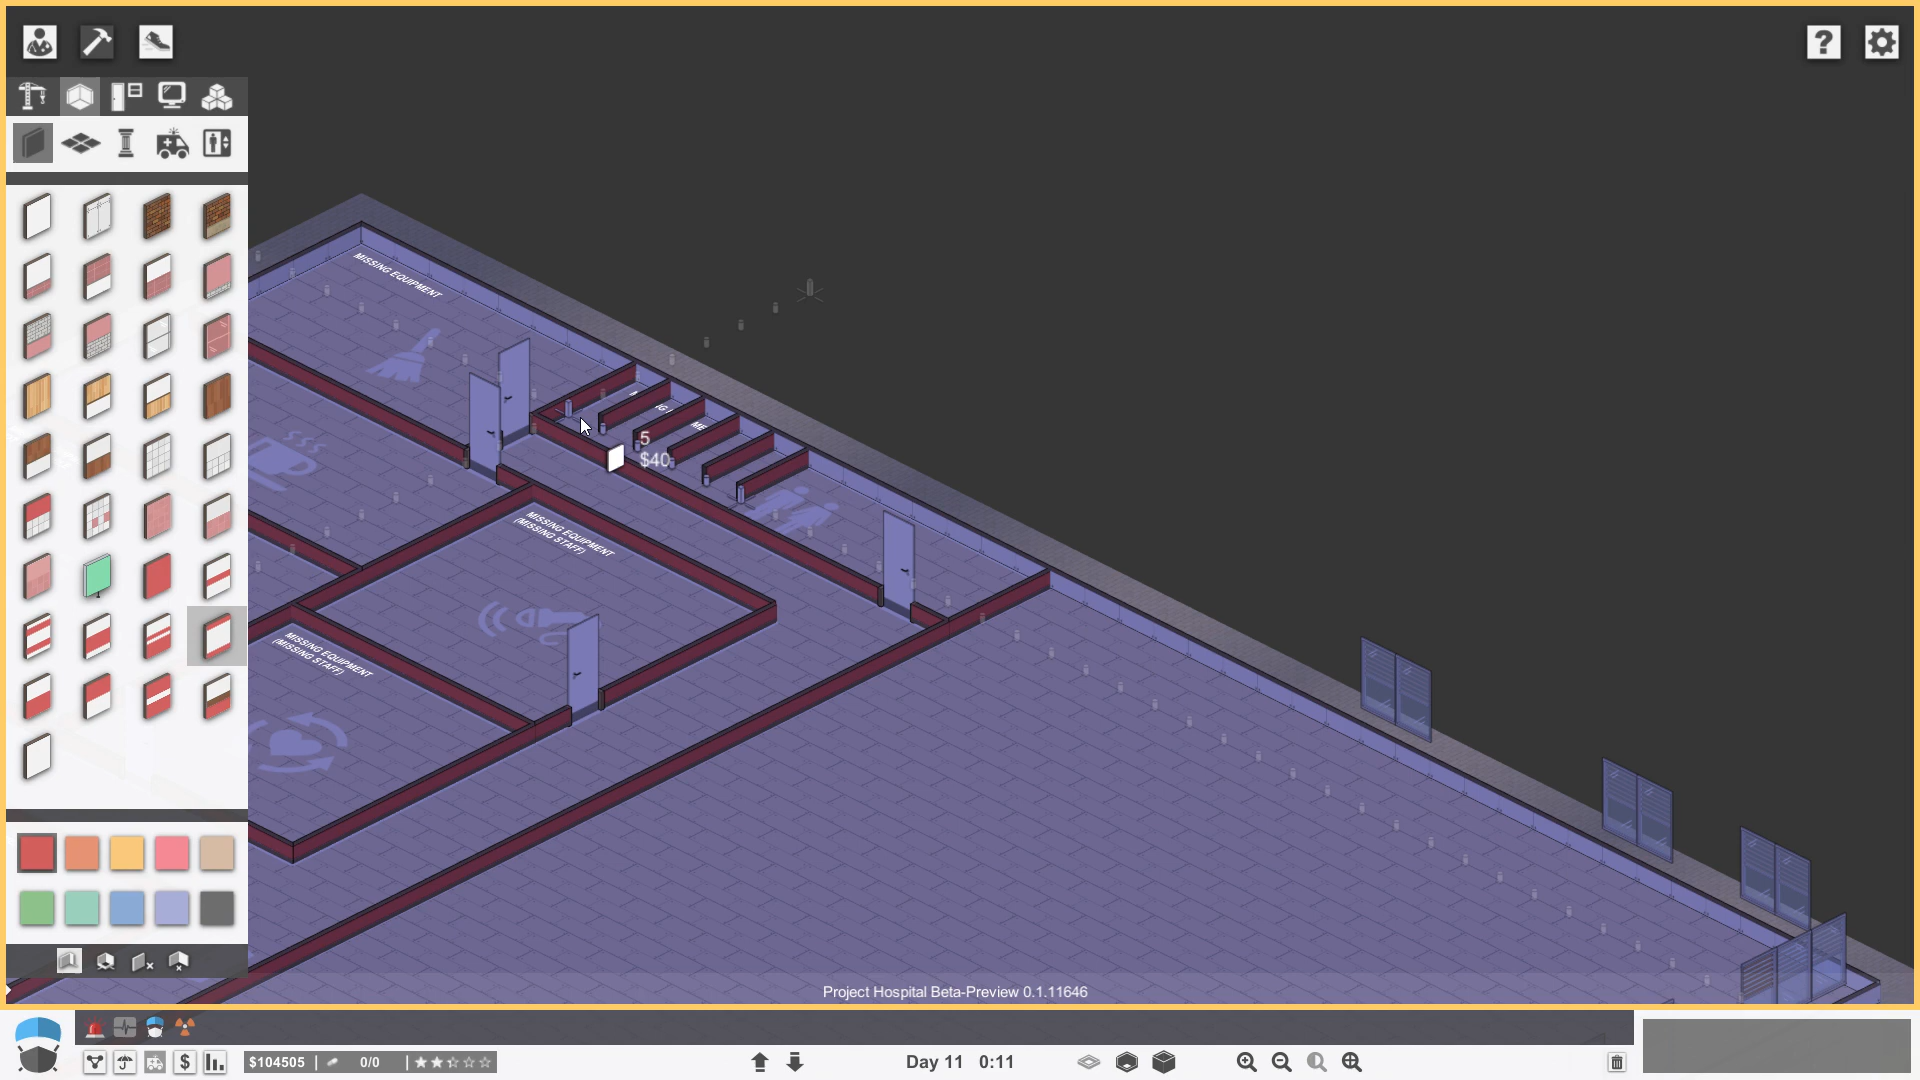 ?
MISSING EQUIPMENT
5
$40
MISSING EQUIPMENT
(MISSING STAFF)
MISSING EQUIPMENT
(MISSING STAFF)
Project Hospital Beta-Preview 0.1.11646
$
$104505
0/0
Day 11 0:11